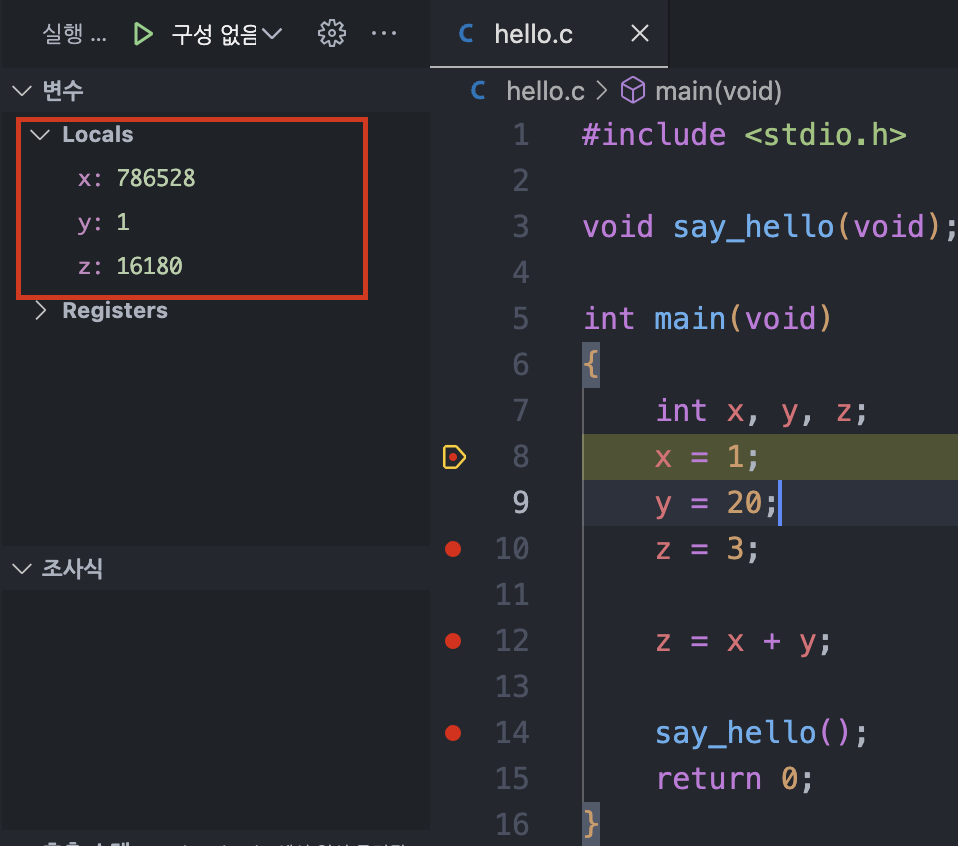 실행 ...
구성 없음
변수
Locals
x: 786528
y: 1
z: 16180
Registers
조사식
hello.c
hello.c > main(void)
1 #include <stdio.h>
2
3 void say_hello(void);
4
5 int main(void)
6 {
7 int x, y, z;
8 x = 1;
9 y = 20;
10 z = 3;
11
12 z = x + y;
13
14 say_hello();
15 return 0;
16 }